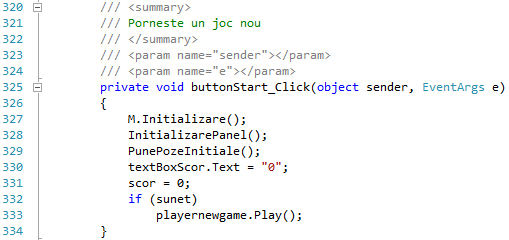 320 /// <summary>
321 /// Porneste un joc nou
322 /// </summary>
323 /// <param name="sender"></param>
324 /// <param name="e"></param>
325 private void buttonStart_Click(object sender, EventArgs e)
326 {
327 M.Initializare();
328 InitializarePanel();
329 PunePozeInitiale();
330 textBoxScor.Text = "0";
331 scor = 0;
332 if (sunet)
333 playernewgame.Play();
334 }